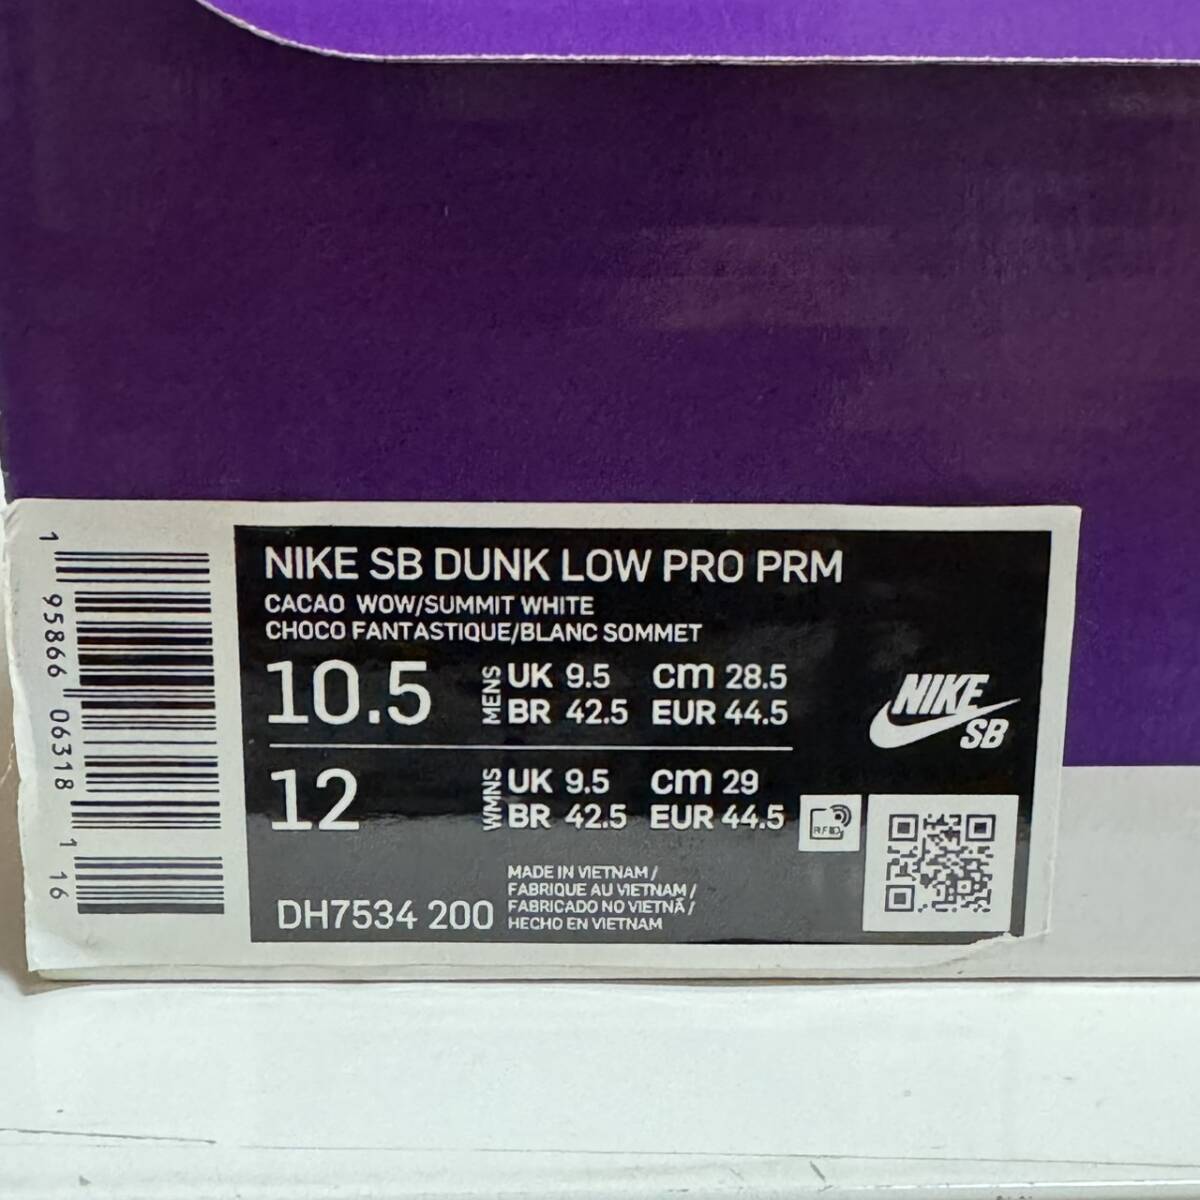 NIKE SB DUNK LOW PRO PRM
CACAO WOW/SUMMIT WHITE
CHOCO FANTASTIQUE/BLANC SOMMET
10.5 MENS UK 9.5 cm 28.5
BR 42.5 EUR 44.5
12 WMNS UK 9.5 cm 29
BR 42.5 EUR 44.5
NIKE
SB
RFID
MADE IN VIETNAM /
FABRIQUE AU VIETNAM /
FABRICADO NO VIETNÃ /
HECHO EN VIETNAM
DH7534 200
1 95866 06318 1 16